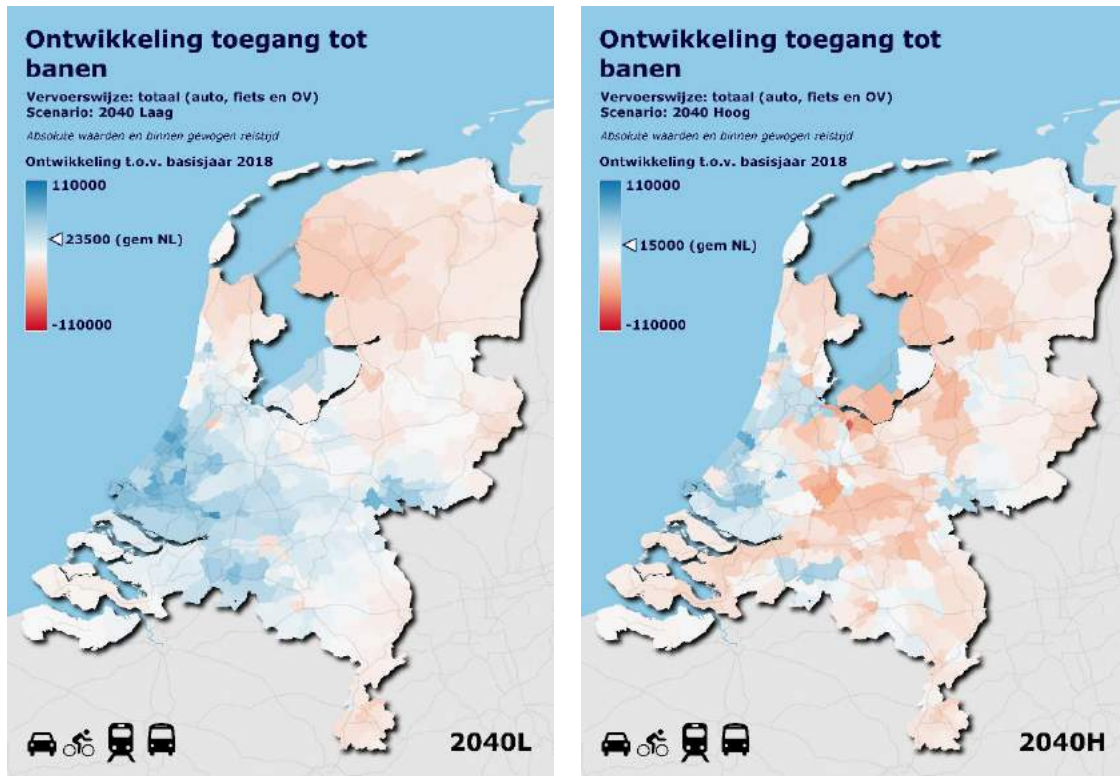 Ontwikkeling toegang tot
banen
Vervoerswijze: totaal (auto, fiets en OV)
Scenario: 2040 Laag
Absolute waarden en binnen gewogen reistijd
Ontwikkeling t.o.v. basisjaar 2018
110000
23500 (gem NL)
-110000
2040L
Ontwikkeling toegang tot
banen
Vervoerswijze: totaal (auto, fiets en OV)
Scenario: 2040 Hoog
Absolute waarden en binnen gewogen reistijd
Ontwikkeling t.o.v. basisjaar 2018
110000
15000 (gem NL)
-110000
2040H